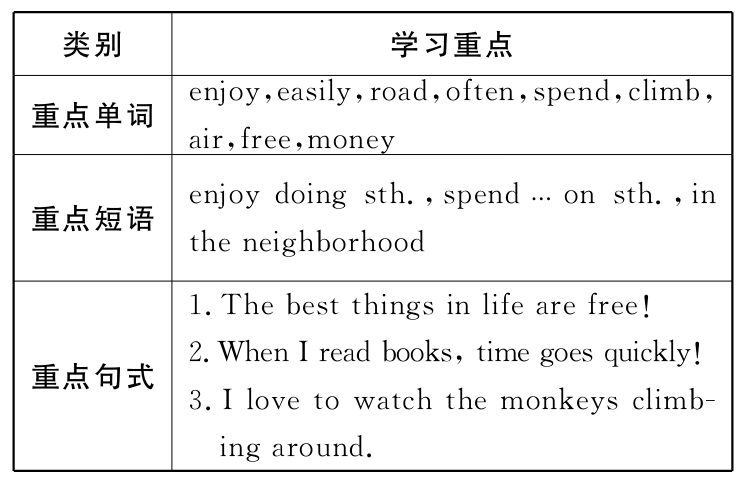 类别 学习重点
重点单词 enjoy,easily,road,often,spend,climb,
air,free,money
重点短语 enjoy doing sth.,spend … on sth.,in
the neighborhood
重点句式 1. The best things in life are free!
2. When I read books, time goes quickly!
3. I love to watch the monkeys climb-
ing around.